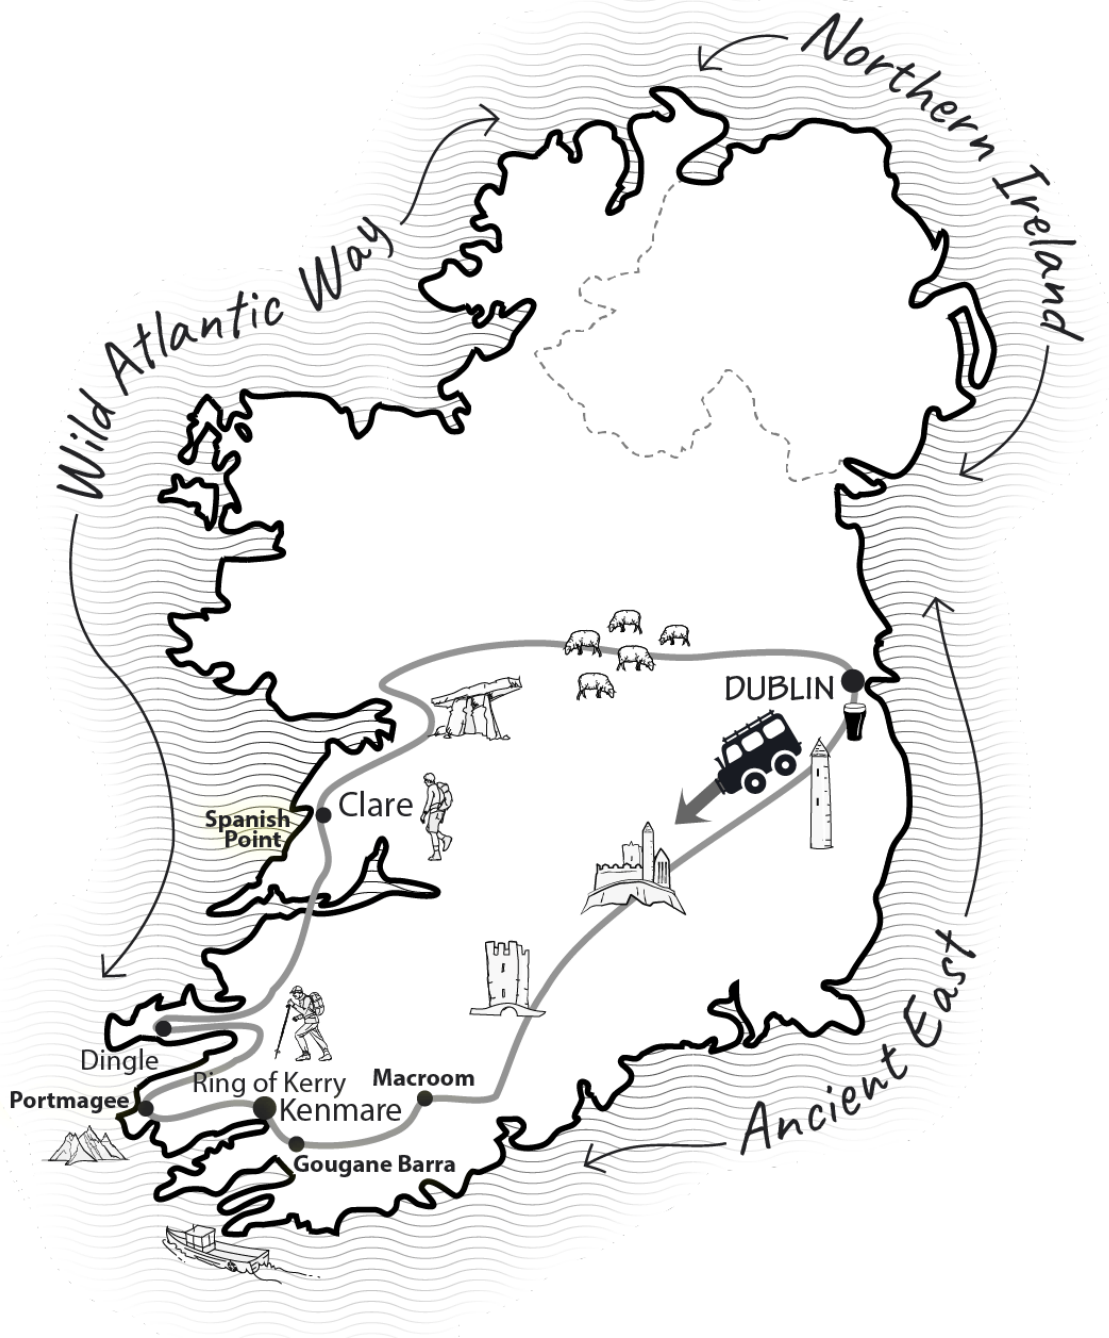 Northern Ireland
Wild Atlantic Way
DUBLIN
Clare
Spanish
Point
Dingle
Ring of Kerry
Macroom
Portmagee
Kenmare
Gougane Barra
Ancient East